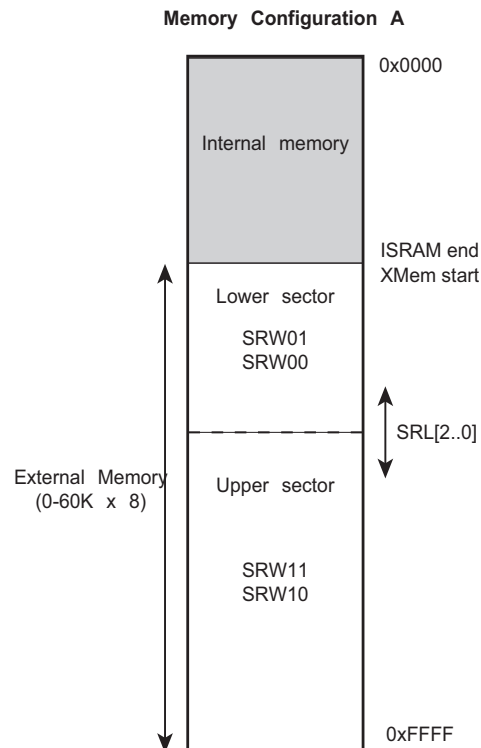 Memory Configuration A
0x0000
Internal memory
ISRAM end
XMem start
Lower sector
SRW01
SRW00
SRL[2..0]
External Memory
(0-60K x 8)
Upper sector
SRW11
SRW10
0xFFFF